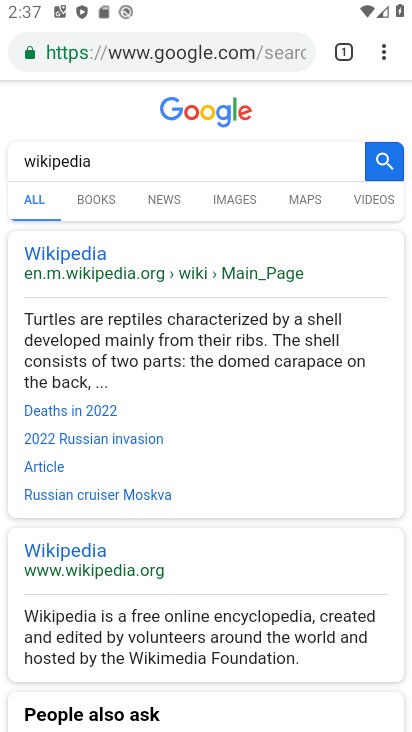 2:37
https://www.google.com/searc
1
Google
wikipedia
ALL BOOKS NEWS IMAGES MAPS VIDEOS
Wikipedia
en.m.wikipedia.org › wiki › Main_Page
Turtles are reptiles characterized by a shell
developed mainly from their ribs. The shell
consists of two parts: the domed carapace on
the back, ...
Deaths in 2022
2022 Russian invasion
Article
Russian cruiser Moskva
Wikipedia
www.wikipedia.org
Wikipedia is a free online encyclopedia, created
and edited by volunteers around the world and
hosted by the Wikimedia Foundation.
People also ask